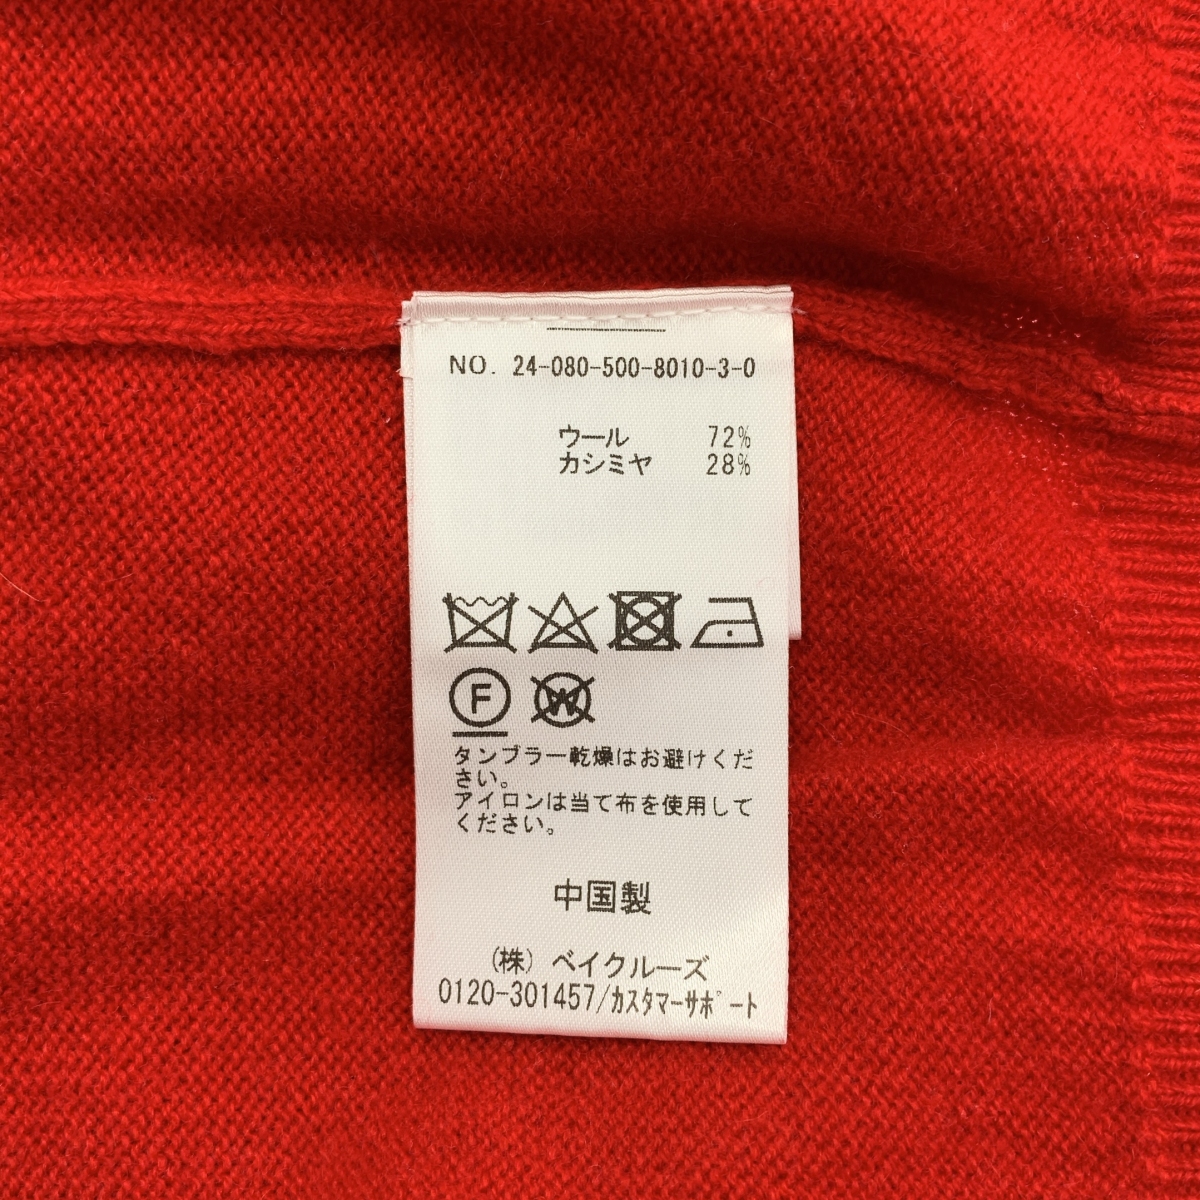 NO. 24-080-500-8010-3-0
ウール 72%
カシミヤ 28%
F W
タンブラー乾燥はお避けくだ
さい。
アイロンは当て布を使用して
ください。
中国製
(株) ベイクルーズ
0120-301457/カスタマーサポート